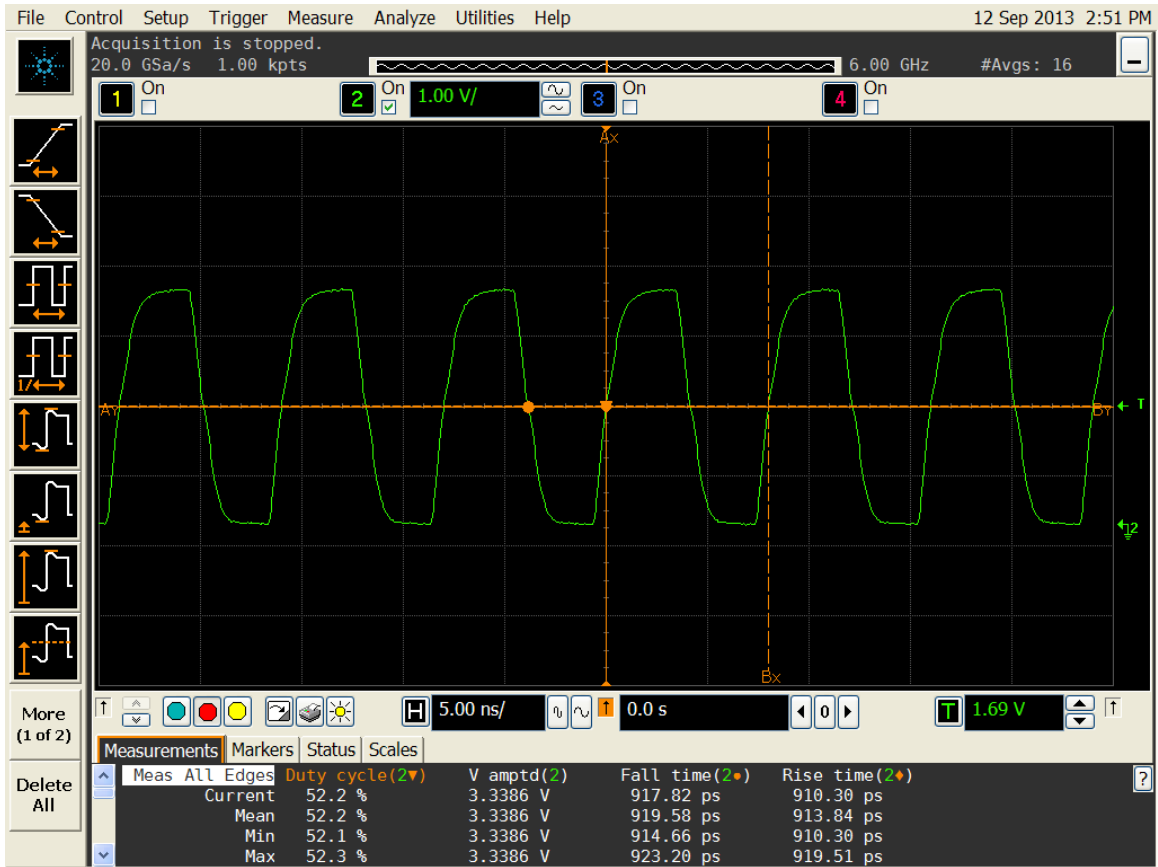 File Control Setup Trigger Measure Analyze Utilities Help 12 Sep 2013 2:51 PM
Acquisition is stopped.
20.0 GSa/s 1.00 kpts 6.00 GHz #Avgs: 16
1 On 2 On 1.00 V/ 3 On 4 On
Ax
AY BY T
2
1/
Bx
More
(1 of 2)
Delete
All
H 5.00 ns/ 0.0 s 0 T 1.69 V
Measurements Markers Status Scales
Meas All Edges Duty cycle(2▼) V amptd(2) Fall time(2●) Rise time(2♦) ?
Current 52.2 % 3.3386 V 917.82 ps 910.30 ps
Mean 52.2 % 3.3386 V 919.58 ps 913.84 ps
Min 52.1 % 3.3386 V 914.66 ps 910.30 ps
Max 52.3 % 3.3386 V 923.20 ps 919.51 ps